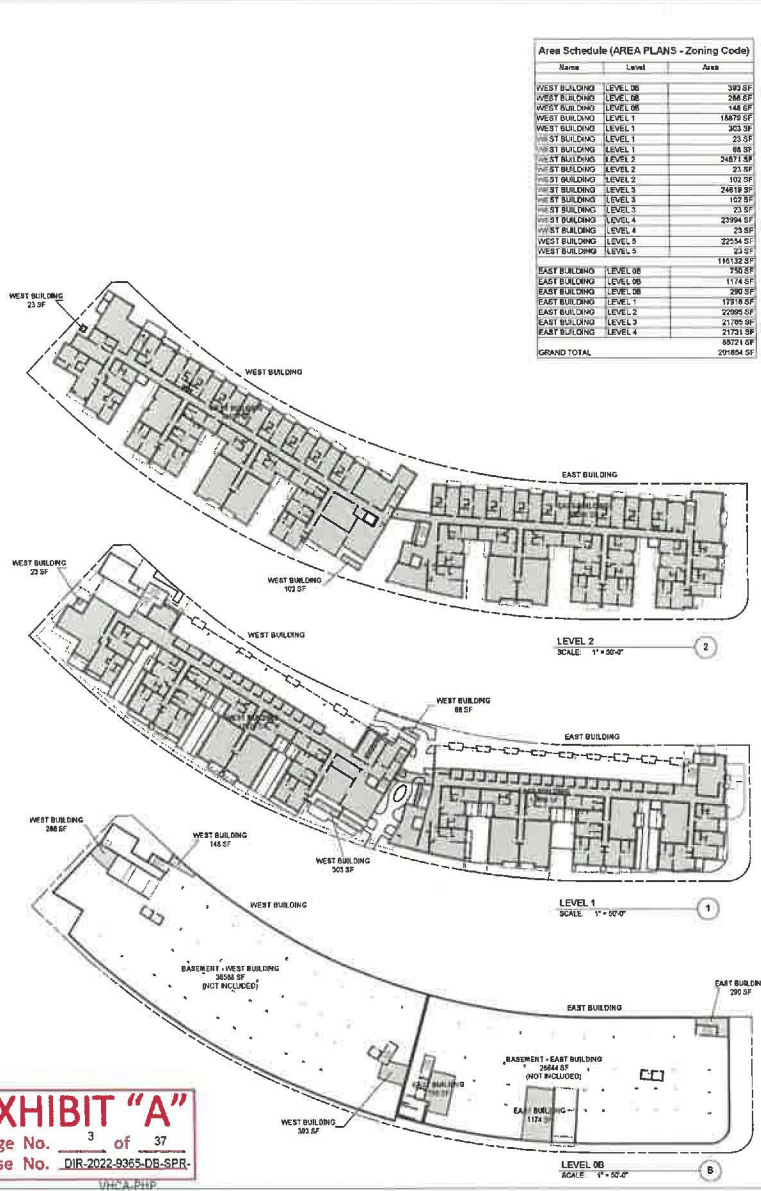 Area Schedule (AREA PLANS - Zoning Code)
Name Level Area
WEST BUILDING LEVEL 0B 393 SF
WEST BUILDING LEVEL 0B 286 SF
WEST BUILDING LEVEL 0B 148 SF
WEST BUILDING LEVEL 1 18879 SF
WEST BUILDING LEVEL 1 303 SF
WEST BUILDING LEVEL 1 23 SF
WEST BUILDING LEVEL 1 88 SF
WEST BUILDING LEVEL 2 24871 SF
WEST BUILDING LEVEL 2 23 SF
WEST BUILDING LEVEL 2 102 SF
WEST BUILDING LEVEL 3 24619 SF
WEST BUILDING LEVEL 3 102 SF
WEST BUILDING LEVEL 3 23 SF
WEST BUILDING LEVEL 4 23994 SF
WEST BUILDING LEVEL 4 23 SF
WEST BUILDING LEVEL 5 22554 SF
WEST BUILDING LEVEL 5 23 SF
116132 SF
EAST BUILDING LEVEL 0B 750 SF
EAST BUILDING LEVEL 0B 1174 SF
EAST BUILDING LEVEL 0B 290 SF
EAST BUILDING LEVEL 1 17916 SF
EAST BUILDING LEVEL 2 22095 SF
EAST BUILDING LEVEL 3 21765 SF
EAST BUILDING LEVEL 4 21731 SF
85721 SF
GRAND TOTAL 201854 SF
WEST BUILDING
23 SF
WEST BUILDING
EAST BUILDING
WEST BUILDING
102 SF
LEVEL 2
SCALE: 1" = 50'-0"
2
WEST BUILDING
23 SF
WEST BUILDING
WEST BUILDING
88 SF
EAST BUILDING
WEST BUILDING
303 SF
LEVEL 1
SCALE: 1" = 50'-0"
1
WEST BUILDING
286 SF
WEST BUILDING
148 SF
WEST BUILDING
BASEMENT - WEST BUILDING
36588 SF
(NOT INCLUDED)
EAST BUILDING
EAST BUILDING
290 SF
BASEMENT - EAST BUILDING
26644 SF
(NOT INCLUDED)
EAST BUILDING
EAST BUILDING
1174 SF
WEST BUILDING
393 SF
LEVEL 0B
SCALE: 1" = 50'-0"
B
XHIBIT "A"
ge No. 3 of 37
se No. DIR-2022-9365-DB-SPR-
VHCA-PHP